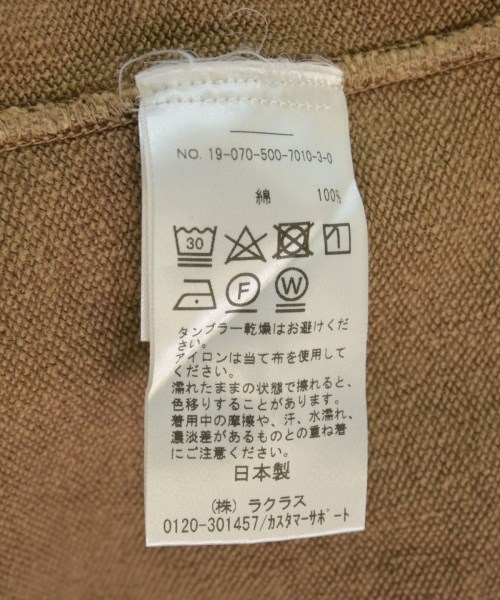 NO. 19-070-500-7010-3-0
綿 100%
30
F W
タンブラー乾燥はお避けくだ
さい。
アイロンは当て布を使用して
ください。
濡れたままの状態で擦れると、
色移りすることがあります。
着用中の摩擦や、汗、水濡れ、
濃淡差があるものとの重ね着
にご注意ください。
日本製
(株) ラクラス
0120-301457/カスタマーサポート